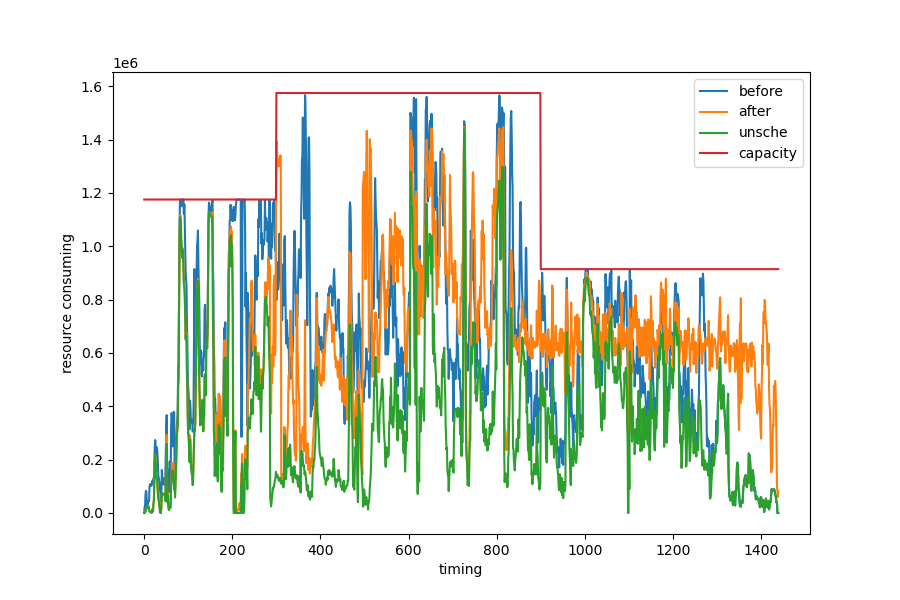 1e6
1.6
1.4
1.2
1.0
0.8
0.6
0.4
0.2
0.0
resource consuming
before
after
unsche
capacity
0 200 400 600 800 1000 1200 1400
timing